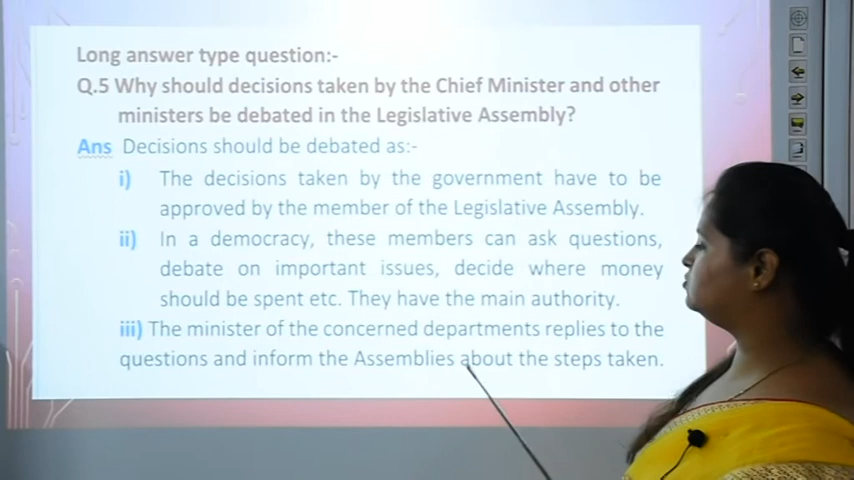 Long answer type question:-
Q.5 Why should decisions taken by the Chief Minister and other
ministers be debated in the Legislative Assembly?
Ans Decisions should be debated as:-
i) The decisions taken by the government have to be
approved by the member of the Legislative Assembly.
ii) In a democracy, these members can ask questions,
debate on important issues, decide where money
should be spent etc. They have the main authority.
iii) The minister of the concerned departments replies to the
questions and inform the Assemblies about the steps taken.